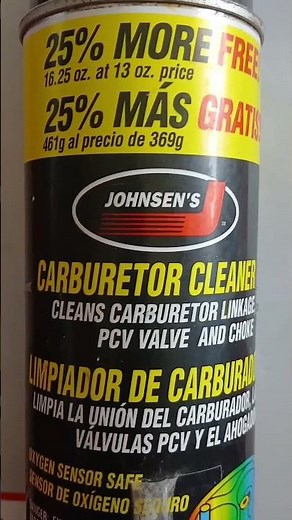 25% MORE FREE!
16.25 oz. at 13 oz. price
25% MÁS GRATIS!
461g al precio de 369g
JOHNSEN'S
CARBURETOR CLEANER
CLEANS CARBURETOR LINKAGE,
PCV VALVE AND CHOKE
LIMPIADOR DE CARBURADO
LIMPIA LA UNIÓN DEL CARBURADOR,
VÁLVULAS PCV Y EL AHOGADO
OXYGEN SENSOR SAFE
SENSOR DE OXÍGENO SEGURO